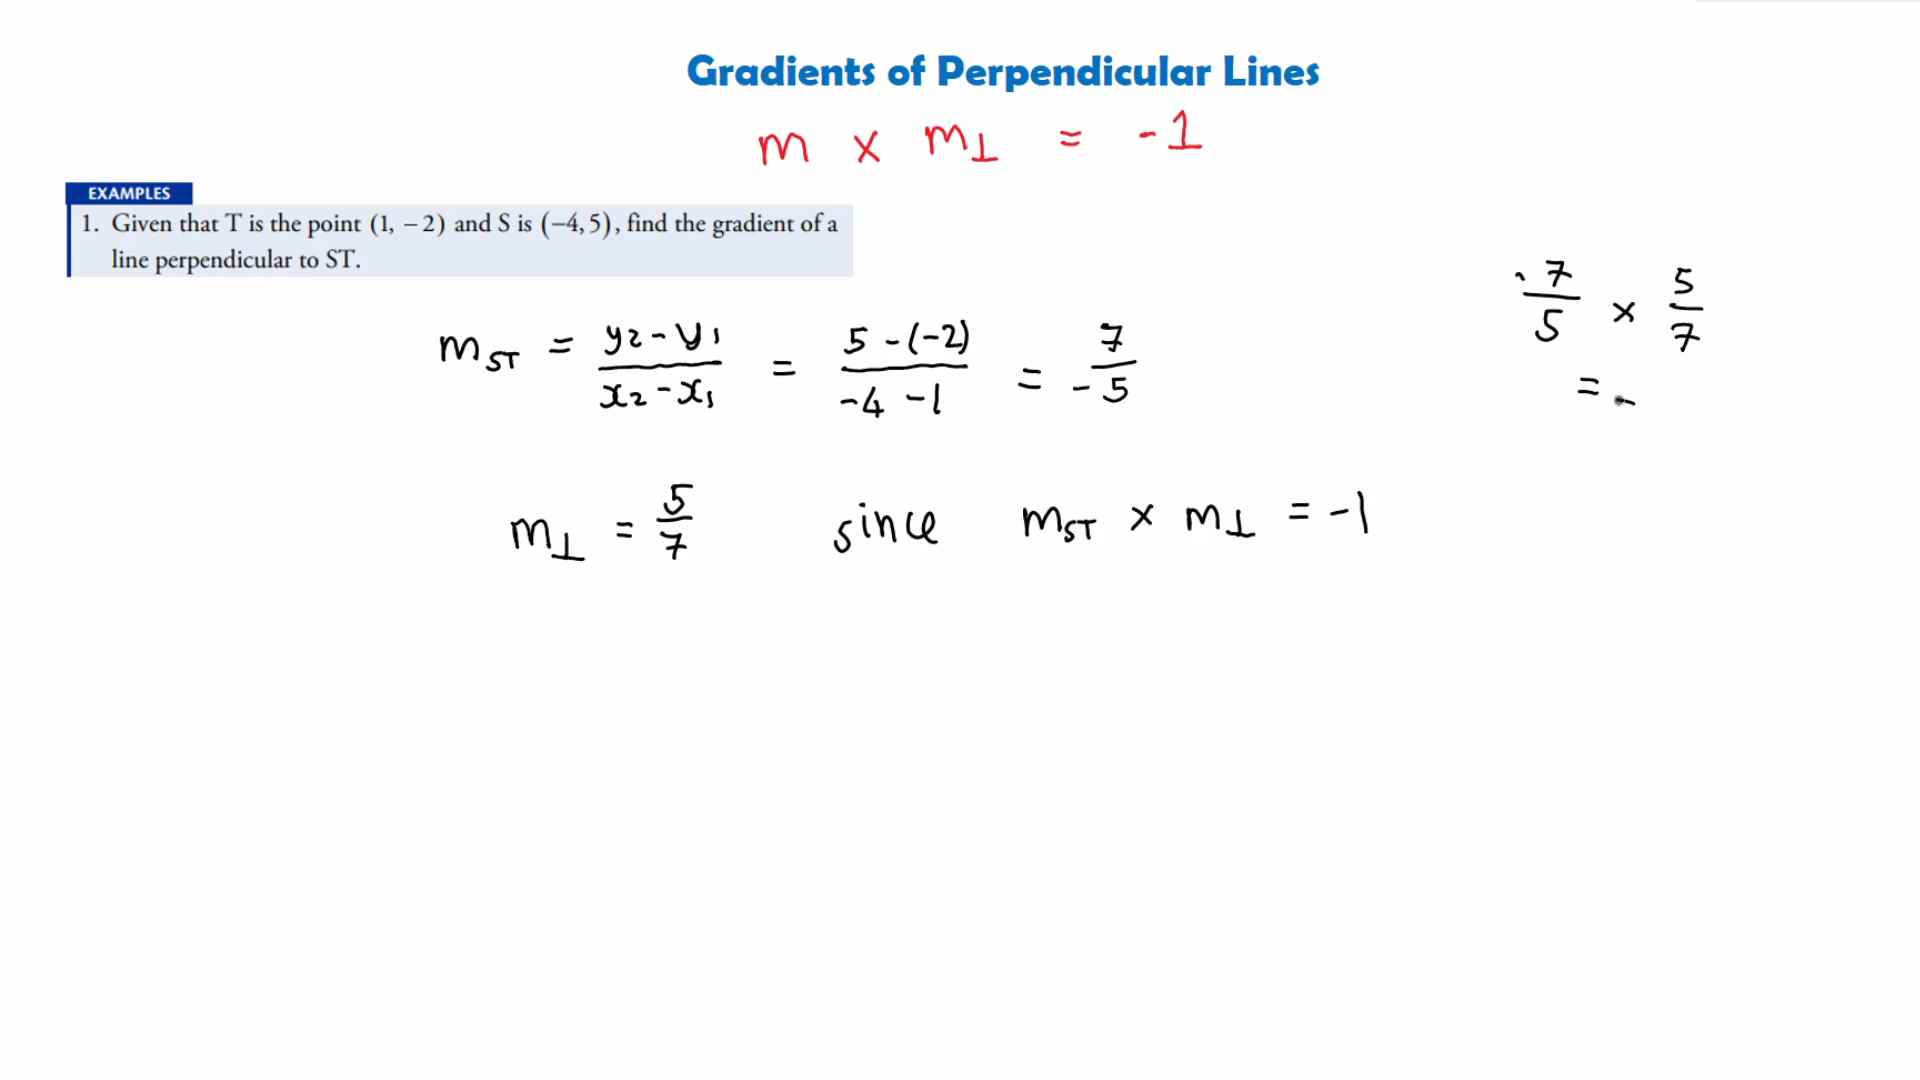 Gradients of Perpendicular Lines
m × m⊥ = -1
EXAMPLES
1. Given that T is the point (1, −2) and S is (−4, 5), find the gradient of a
line perpendicular to ST.
m_ST = (y₂ - y₁)/(x₂ - x₁) = (5 - (-2))/(-4 - 1) = 7/-5
-7/5 × 5/7
= -
m⊥ = 5/7 since m_ST × m⊥ = -1